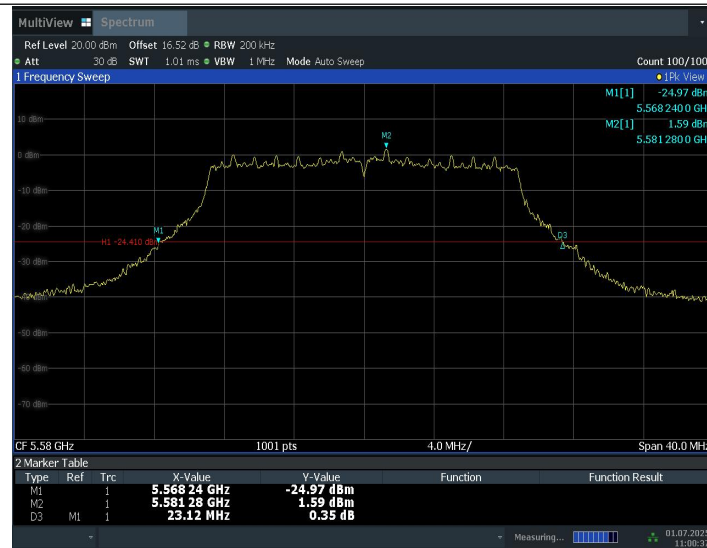 MultiView Spectrum
Ref Level 20.00 dBm Offset 16.52 dB RBW 200 kHz
Att 30 dB SWT 1.01 ms VBW 1 MHz Mode Auto Sweep Count 100/100
1 Frequency Sweep 1Pk View
M1[1] -24.97 dBm
5.568 240 0 GH
M2[1] 1.59 dBm
5.581 280 0 GH
10 dBm
M2
0 dBm
-10 dBm
-20 dBm
M1
D3
H1 -24.410 dBm
-30 dBm
-40 dBm
-50 dBm
-60 dBm
-70 dBm
CF 5.58 GHz 1001 pts 4.0 MHz/ Span 40.0 MHz
2 Marker Table
Type Ref Trc X-Value Y-Value Function Function Result
M1 1 5.568 24 GHz -24.97 dBm
M2 1 5.581 28 GHz 1.59 dBm
D3 M1 1 23.12 MHz 0.35 dB
Measuring... 01.07.2025
11:00:37